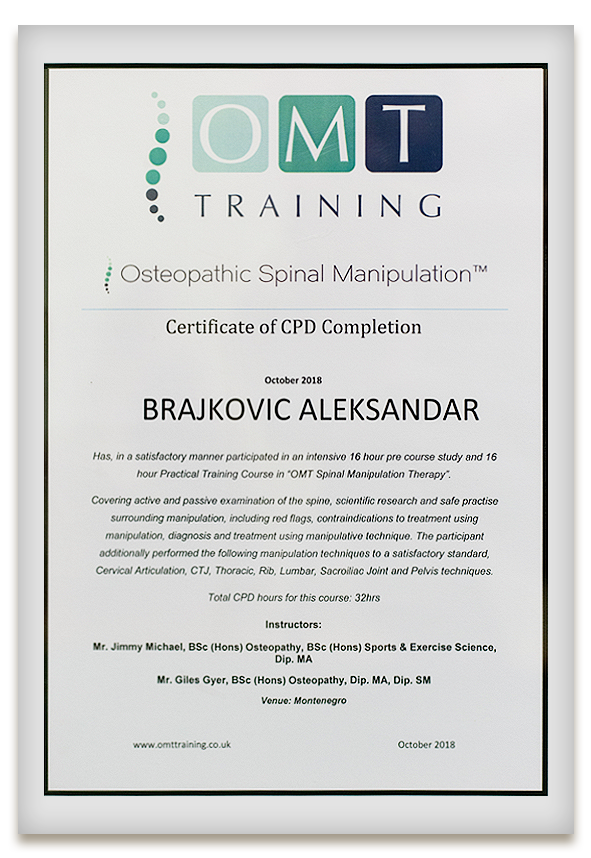 OMT
TRAINING
Osteopathic Spinal Manipulation™
Certificate of CPD Completion
October 2018
BRAJKOVIC ALEKSANDAR
Has, in a satisfactory manner participated in an intensive 16 hour pre course study and 16
hour Practical Training Course in “OMT Spinal Manipulation Therapy”.
Covering active and passive examination of the spine, scientific research and safe practise
surrounding manipulation, including red flags, contraindications to treatment using
manipulation, diagnosis and treatment using manipulative technique. The participant
additionally performed the following manipulation techniques to a satisfactory standard,
Cervical Articulation, CTJ, Thoracic, Rib, Lumbar, Sacroiliac Joint and Pelvis techniques.
Total CPD hours for this course: 32hrs
Instructors:
Mr. Jimmy Michael, BSc (Hons) Osteopathy, BSc (Hons) Sports & Exercise Science,
Dip. MA
Mr. Giles Gyer, BSc (Hons) Osteopathy, Dip. MA, Dip. SM
Venue: Montenegro
www.omttraining.co.uk October 2018